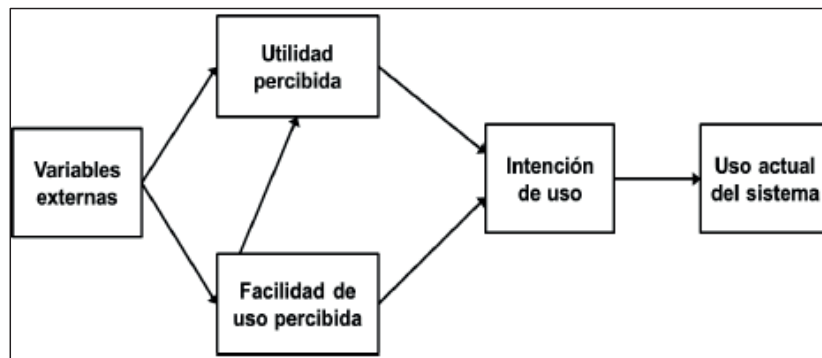 Utilidad
percibida
Variables
externas
Intención
de uso
Uso actual
del sistema
Facilidad de
uso percibida